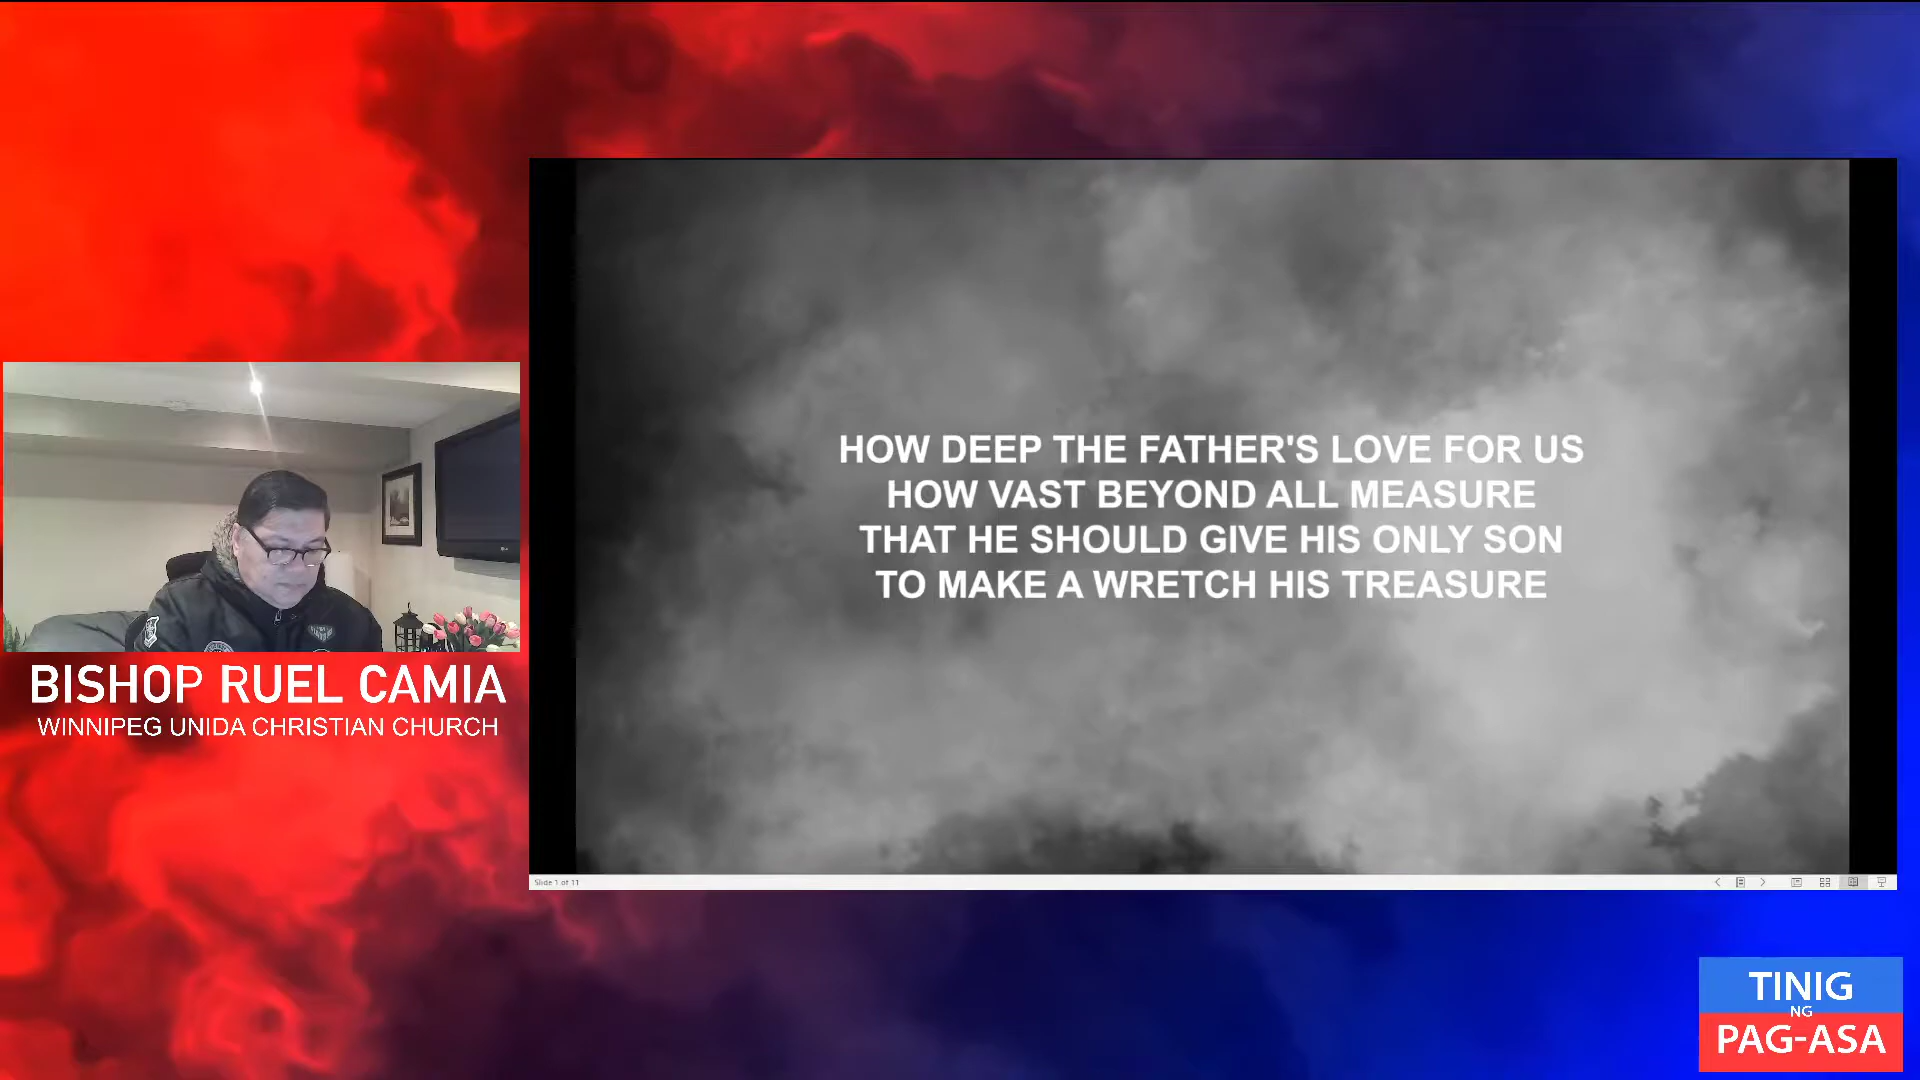 HOW DEEP THE FATHER'S LOVE FOR US
HOW VAST BEYOND ALL MEASURE
THAT HE SHOULD GIVE HIS ONLY SON
TO MAKE A WRETCH HIS TREASURE
BISHOP RUEL CAMIA
WINNIPEG UNIDA CHRISTIAN CHURCH
Slide 1 of 11
TINIG
NG
PAG-ASA